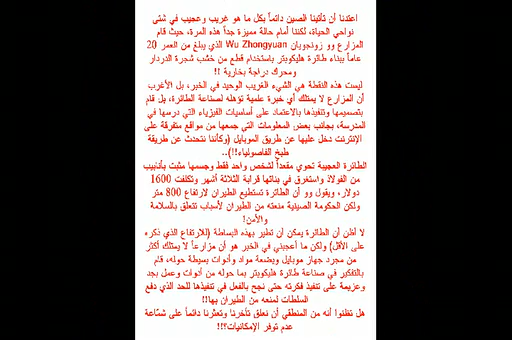 اعتدنا أن تأتينا الصين دائماً بكل ما هو غريب وعجيب في شتى
نواحي الحياة، لكننا أمام حالة مميزة جداً هذه المرة، حيث قام
المزارع وو زونجويان Wu Zhongyuan الذي يبلغ من العمر 20
عاماً ببناء طائرة هليكوبتر باستخدام قطع من خشب شجرة الدردار
ومحرك دراجة بخارية !!
ليست هذه النقطة هي الشيء الغريب الوحيد في الخبر، بل الأغرب
أن المزارع لا يمتلك أي خبرة علمية تؤهله لصناعة الطائرة، بل قام
بتصميمها وتنفيذها بالاعتماد على أساسيات الفيزياء التي درسها في
المدرسة، بجانب بعض المعلومات التي جمعها من مواقع متفرقة على
الإنترنت دخل عليها عن طريق الموبايل (وكأننا نتحدث عن طريقة
طبخ الفاصولياء!!)..
الطائرة العجيبة تحوي مقعداً لشخص واحد فقط وجسمها مثبت بأنابيب
من الفولاذ واستغرق في بنائها قرابة الثلاثة أشهر وتكلفت 1600
دولار، ويقول وو أن الطائرة تستطيع الطيران لارتفاع 800 متر
ولكن الحكومة الصينية منعته من الطيران لأسباب تتعلق بالسلامة
والأمن!
لا أظن أن الطائرة يمكن أن تطير بهذه البساطة (للارتفاع الذي ذكره
على الأقل) ولكن ما أعجبني في الخبر هو أن مزارعاً لا يمتلك أكثر
من مجرد جهاز موبايل وبضعة مواد وأدوات بسيطة حوله، قام
بالتفكير في صناعة طائرة هليكوبتر بما حوله من أدوات وعمل بجد
وعزيمة على تنفيذ فكرته حتى نجح بالفعل في تنفيذها للحد الذي دفع
السلطات لمنعه من الطيران بها!!
هل تظنوا أنه من المنطقي أن نعلق تأخرنا وتعثرنا دائماً على شمّاعة
عدم توفر الإمكانيات؟!!